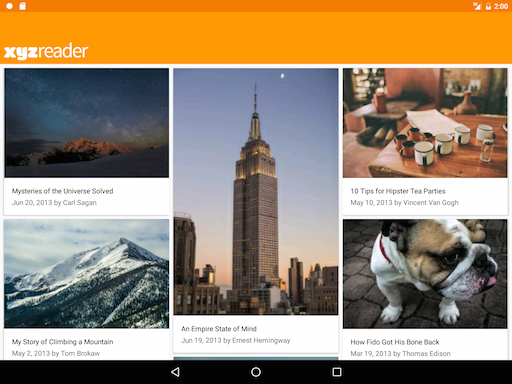 2:00
xyzreader
Mysteries of the Universe Solved
Jun 20, 2013 by Carl Sagan
An Empire State of Mind
Jun 19, 2013 by Ernest Hemingway
10 Tips for Hipster Tea Parties
May 10, 2013 by Vincent Van Gogh
My Story of Climbing a Mountain
May 2, 2013 by Tom Brokaw
How Fido Got His Bone Back
Mar 19, 2013 by Thomas Edison